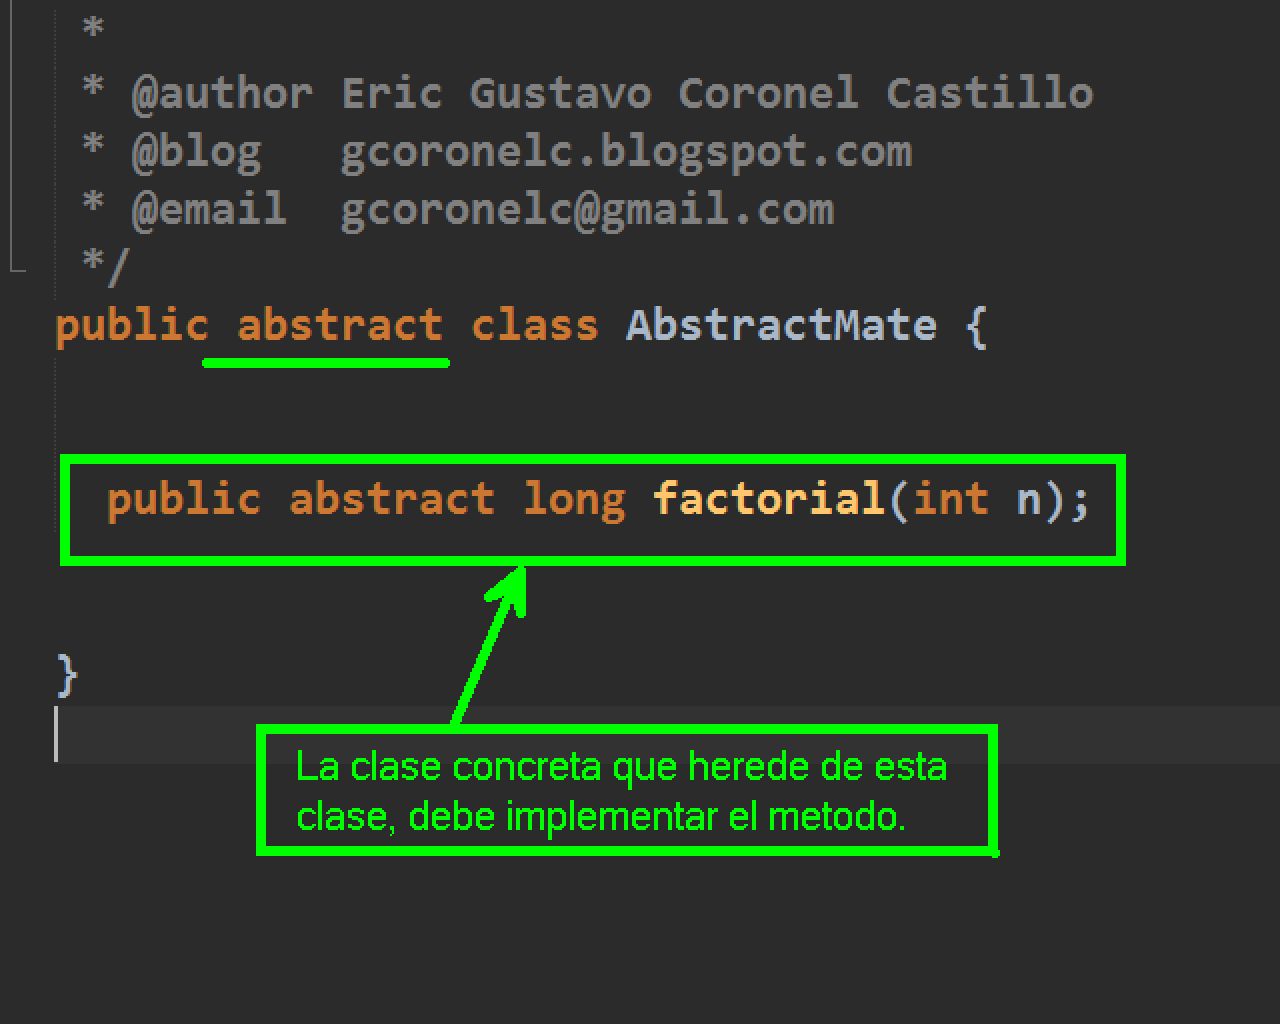 *
* @author Eric Gustavo Coronel Castillo
* @blog gcoronelc.blogspot.com
* @email gcoronelc@gmail.com
*/
public abstract class AbstractMate {
public abstract long factorial(int n);
}
La clase concreta que herede de esta
clase, debe implementar el metodo.